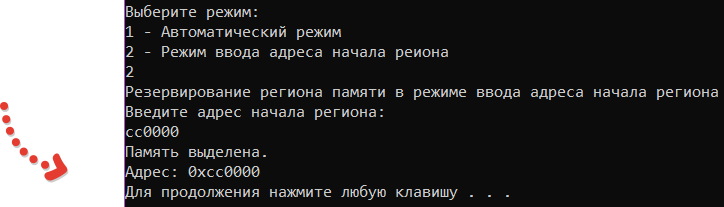 Выберите режим:
1 - Автоматический режим
2 - Режим ввода адреса начала реиона
2
Резервирование региона памяти в режиме ввода адреса начала региона
Введите адрес начала региона:
cc0000
Память выделена.
Адрес: 0xcc0000
Для продолжения нажмите любую клавишу . . .